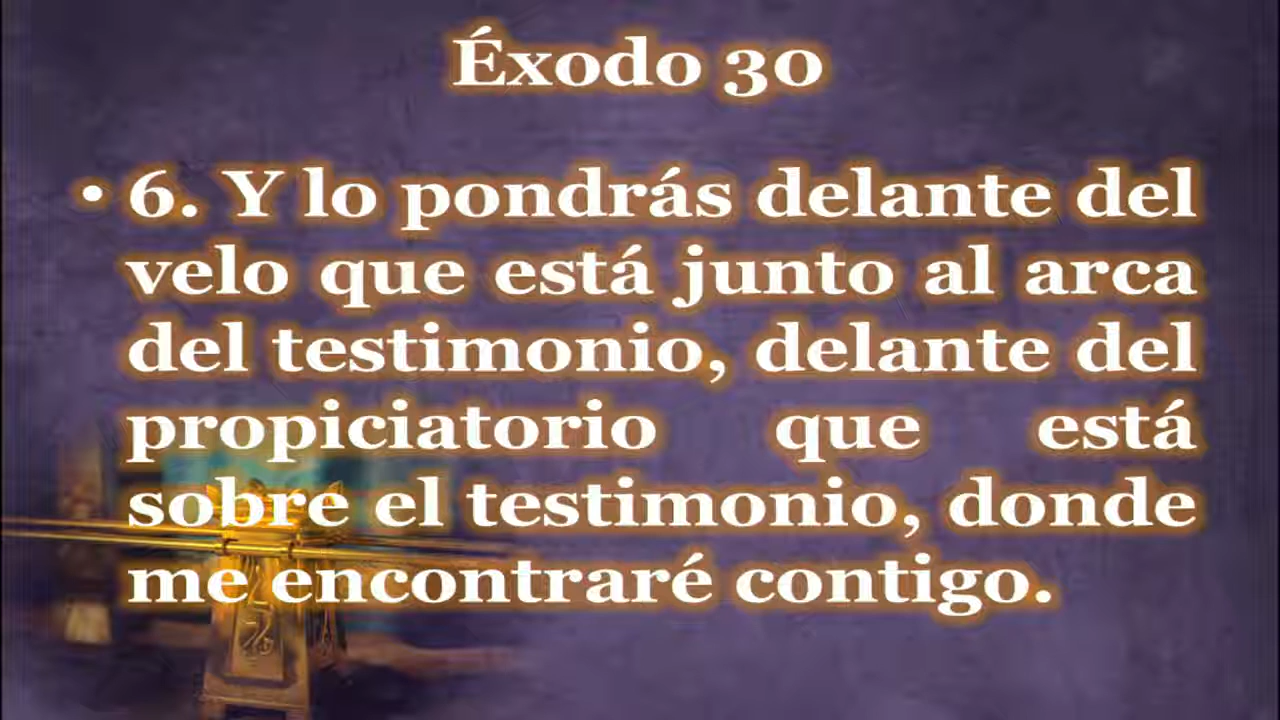 Éxodo 30
• 6. Y lo pondrás delante del
velo que está junto al arca
del testimonio, delante del
propiciatorio que está
sobre el testimonio, donde
me encontraré contigo.